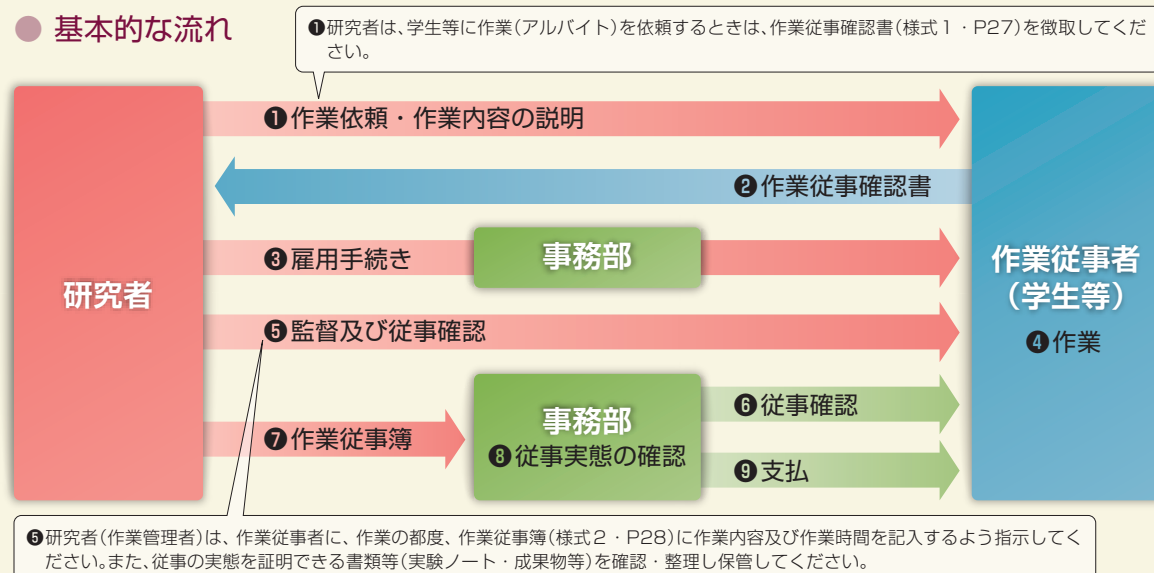 ● 基本的な流れ
❶研究者は、学生等に作業(アルバイト)を依頼するときは、作業従事確認書(様式1・P27)を徴取してくだ
さい。
❶作業依頼・作業内容の説明
❷作業従事確認書
❸雇用手続き
事務部
研究者
作業従事者
（学生等）
❹作業
❺監督及び従事確認
❻従事確認
❼作業従事簿
事務部
❽従事実態の確認
❾支払
❺研究者(作業管理者)は、作業従事者に、作業の都度、作業従事簿(様式2・P28)に作業内容及び作業時間を記入するよう指示してく
ださい。また、従事の実態を証明できる書類等(実験ノート・成果物等)を確認・整理し保管してください。